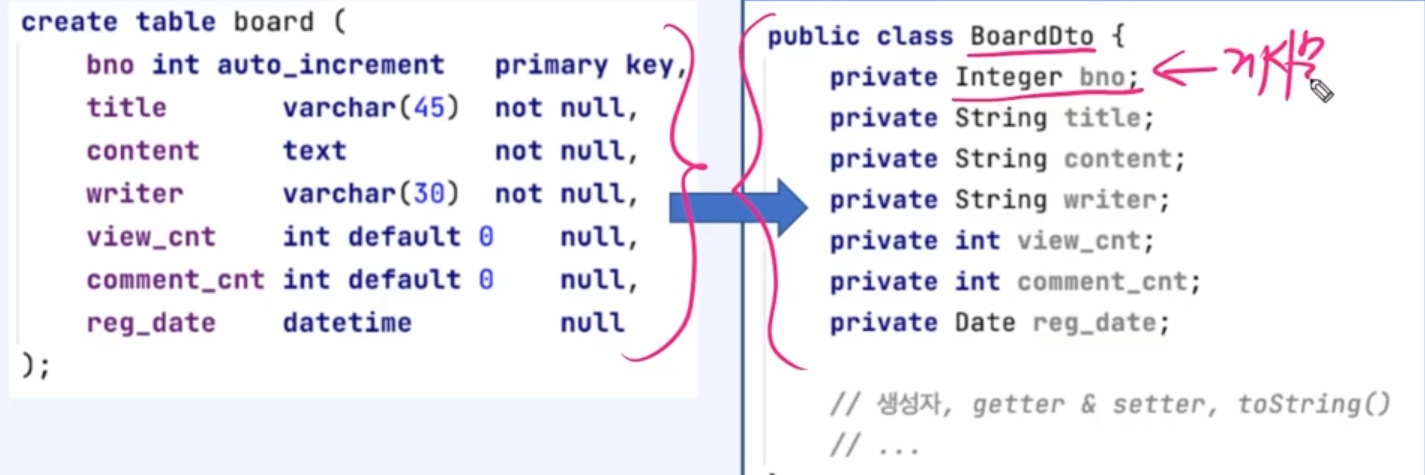 create table board (
bno int auto_increment primary key,
title varchar(45) not null,
content text not null,
writer varchar(30) not null,
view_cnt int default 0 null,
comment_cnt int default 0 null,
reg_date datetime null
);
public class BoardDto {
private Integer bno;
private String title;
private String content;
private String writer;
private int view_cnt;
private int comment_cnt;
private Date reg_date;
// 생성자, getter & setter, toString()
// ...